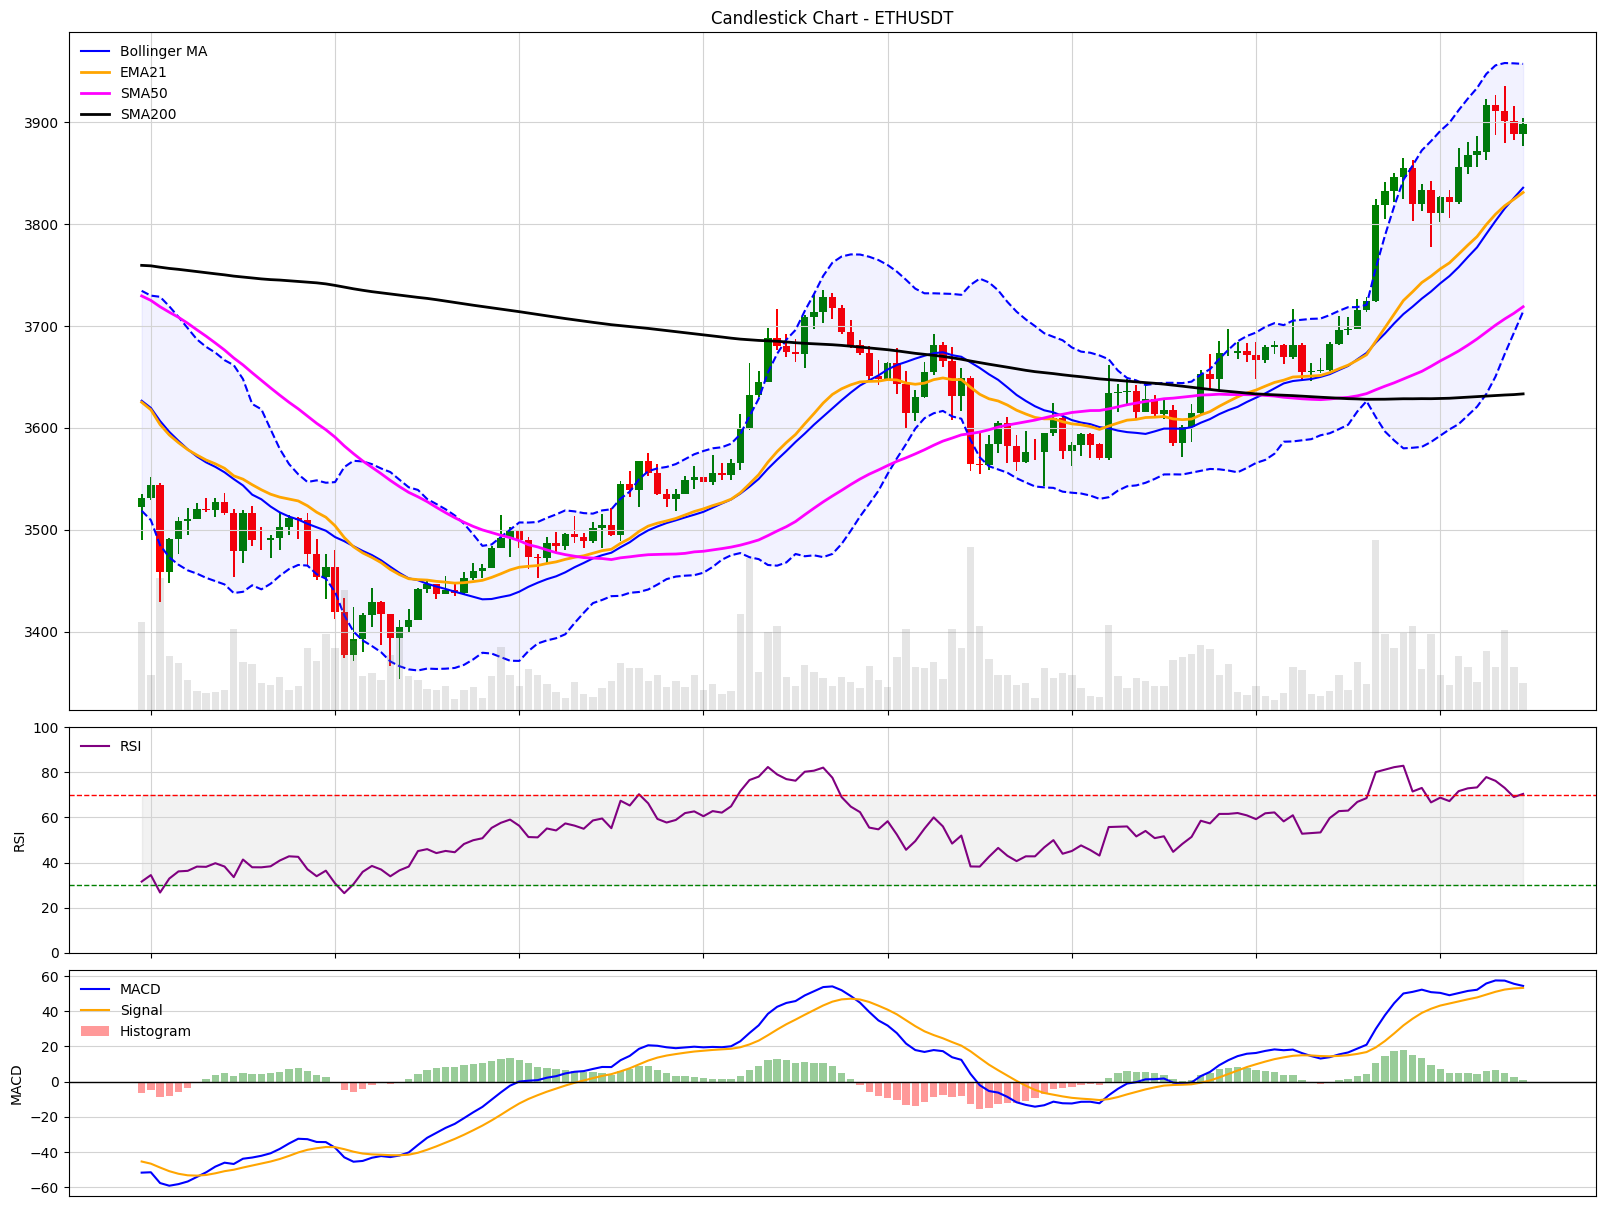 Candlestick Chart - ETHUSDT
Bollinger MA
EMA21
SMA50
SMA200
3900
3800
3700
3600
3500
3400
RSI
100
80
60
40
20
0
RSI
MACD
Signal
Histogram
60
40
20
0
−20
−40
−60
MACD